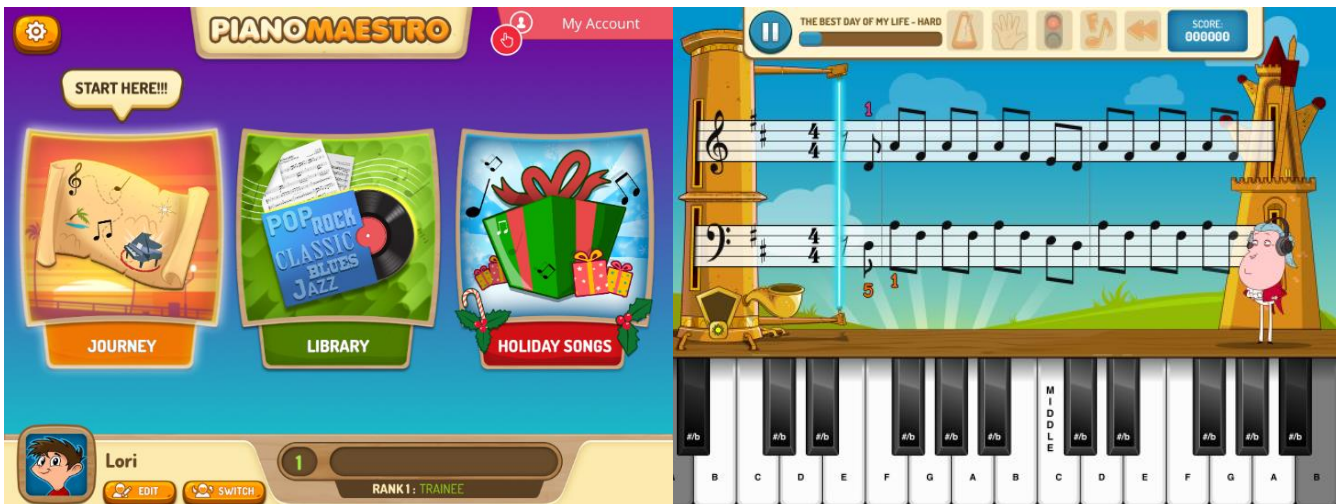 PIANOMAESTRO
My Account
START HERE!!!
POP ROCK
CLASSIC
BLUES
JAZZ
JOURNEY
LIBRARY
HOLIDAY SONGS
Lori
EDIT
SWITCH
1
RANK 1: TRAINEE
THE BEST DAY OF MY LIFE - HARD
SCORE:
000000
1
4
4
4
4
5
1
MIDDLE
#/b #/b #/b #/b #/b #/b #/b #/b #/b #/b
B C D E F G A B C D E F G A B